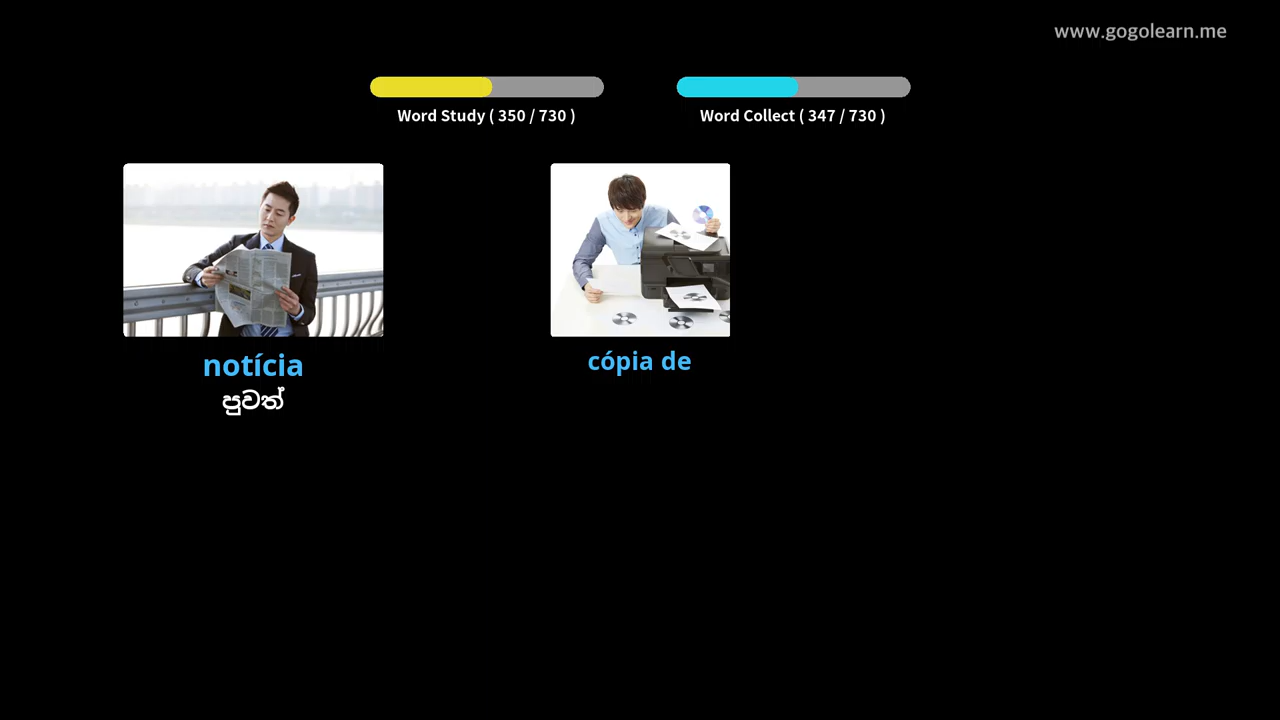 www.gogolearn.me
Word Study ( 350 / 730 )
Word Collect ( 347 / 730 )
notícia
පුවත්
cópia de